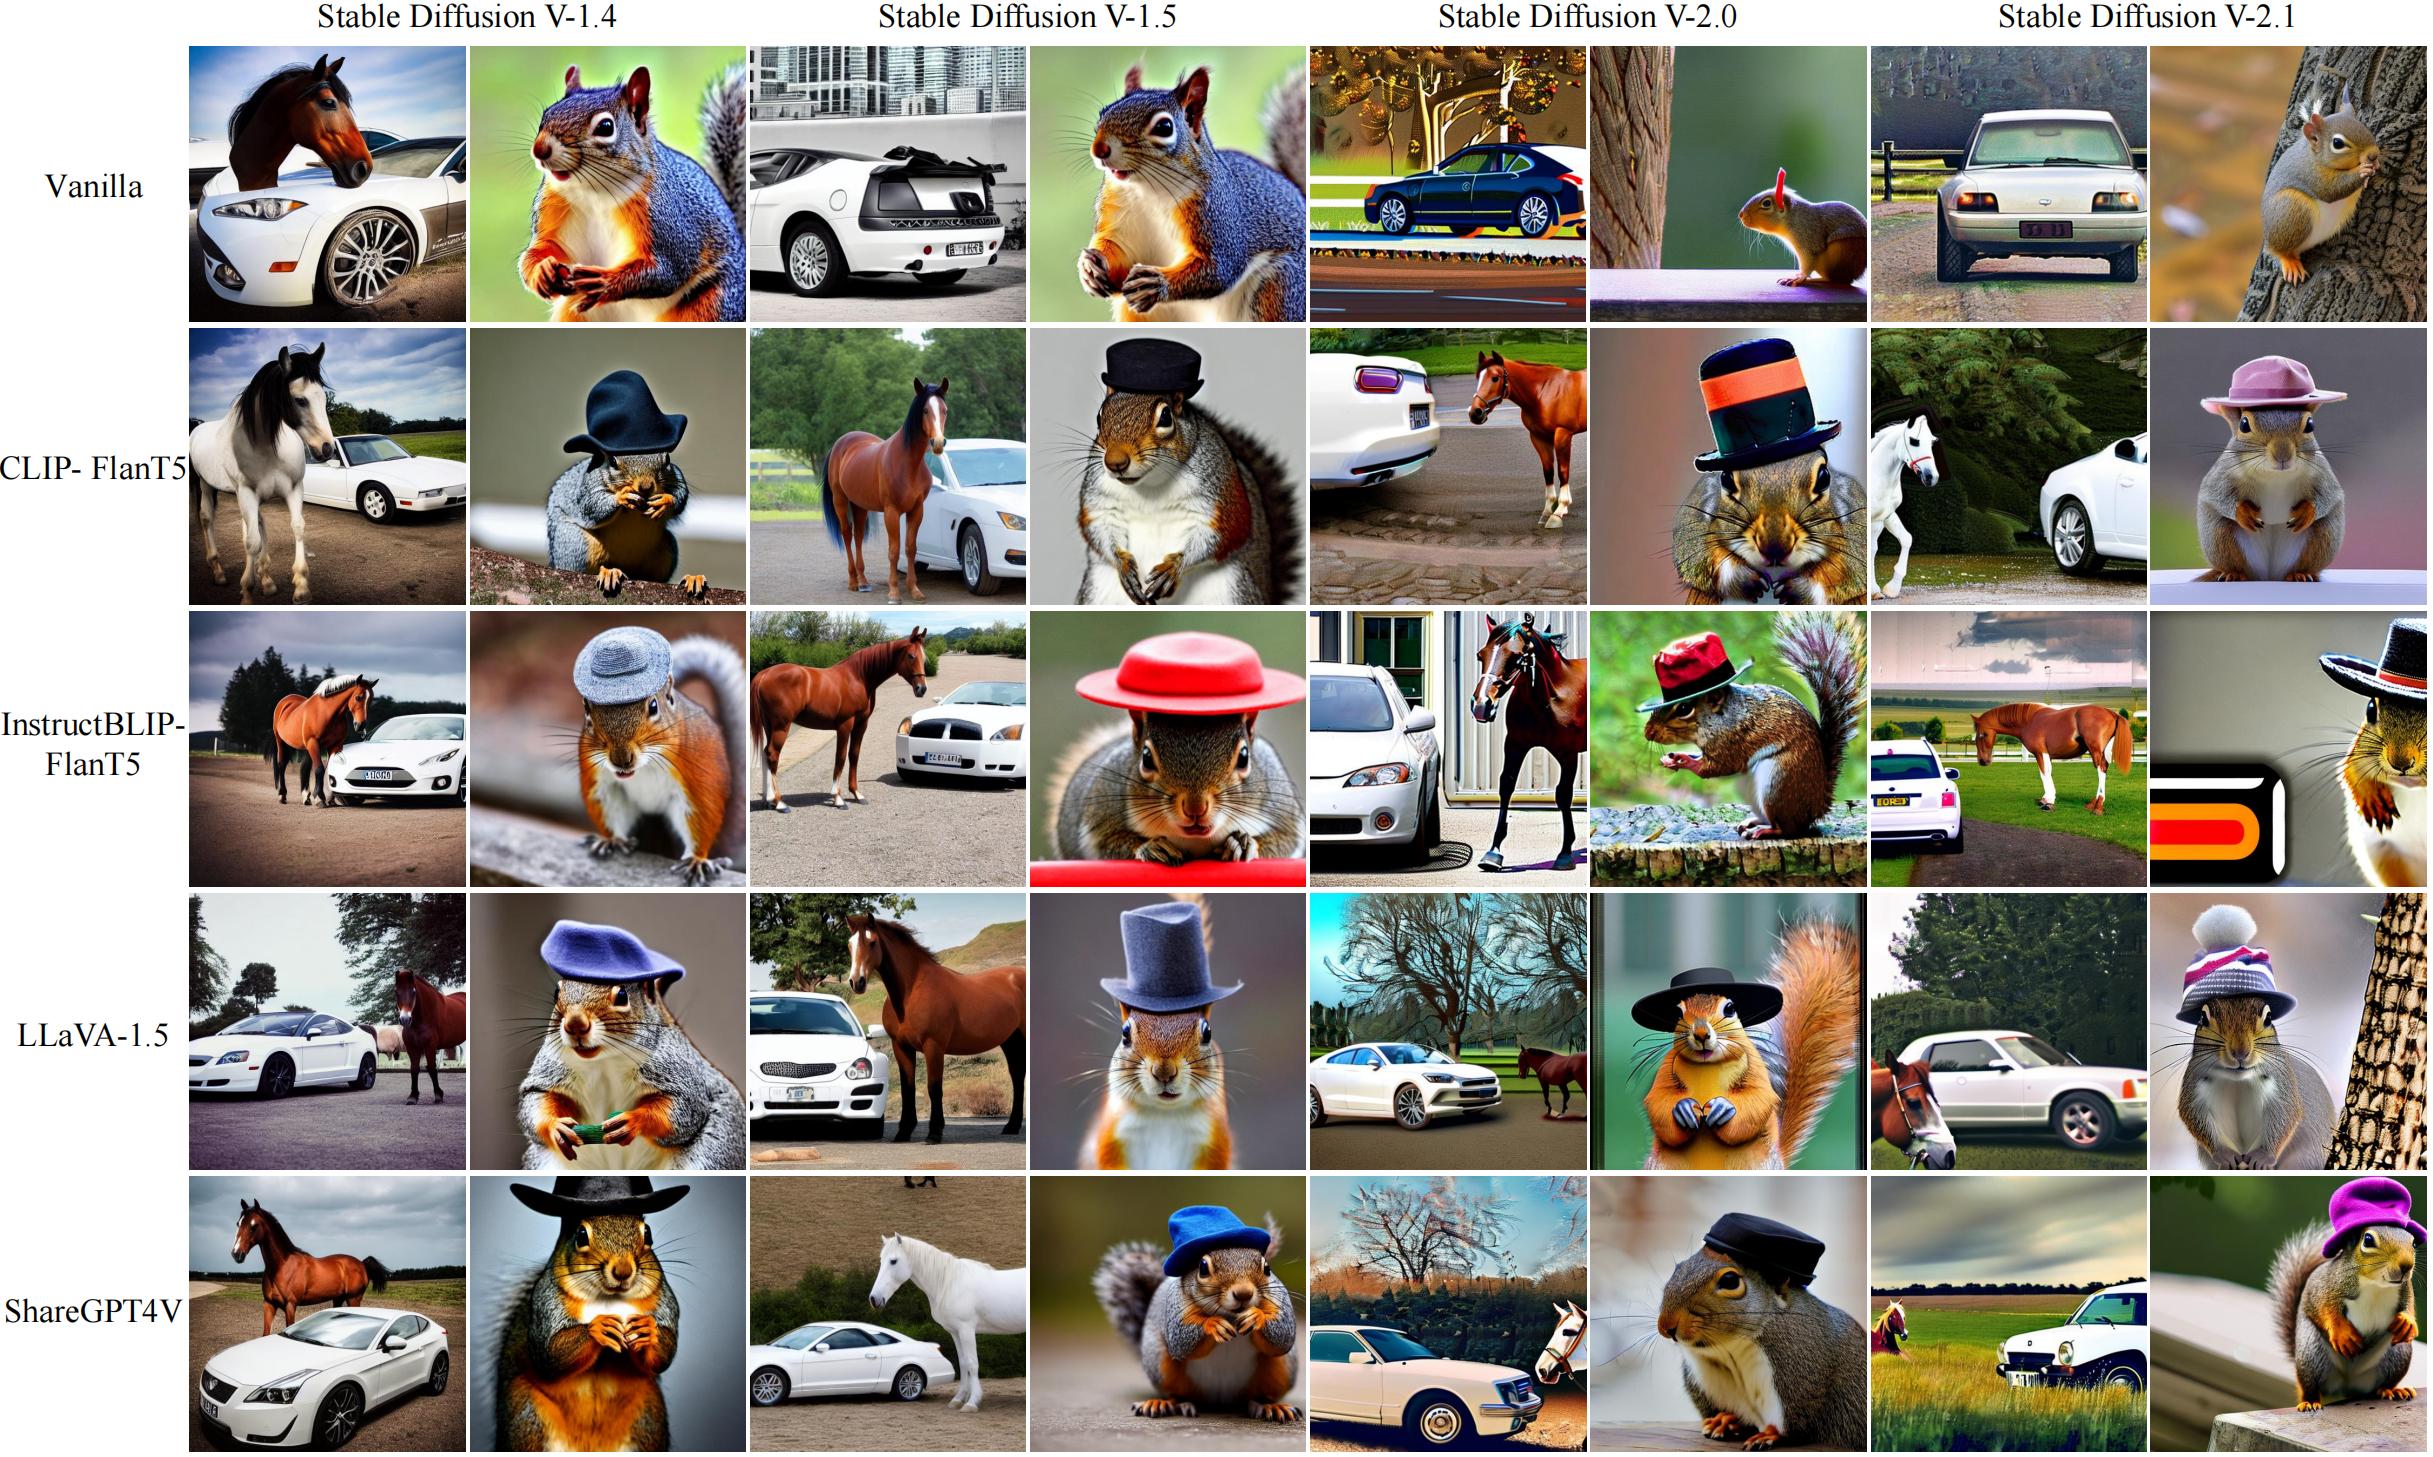 Stable Diffusion V-1.4
Stable Diffusion V-1.5
Stable Diffusion V-2.0
Stable Diffusion V-2.1
Vanilla
CLIP- FlanT5
InstructBLIP-
FlanT5
LLaVA-1.5
ShareGPT4V